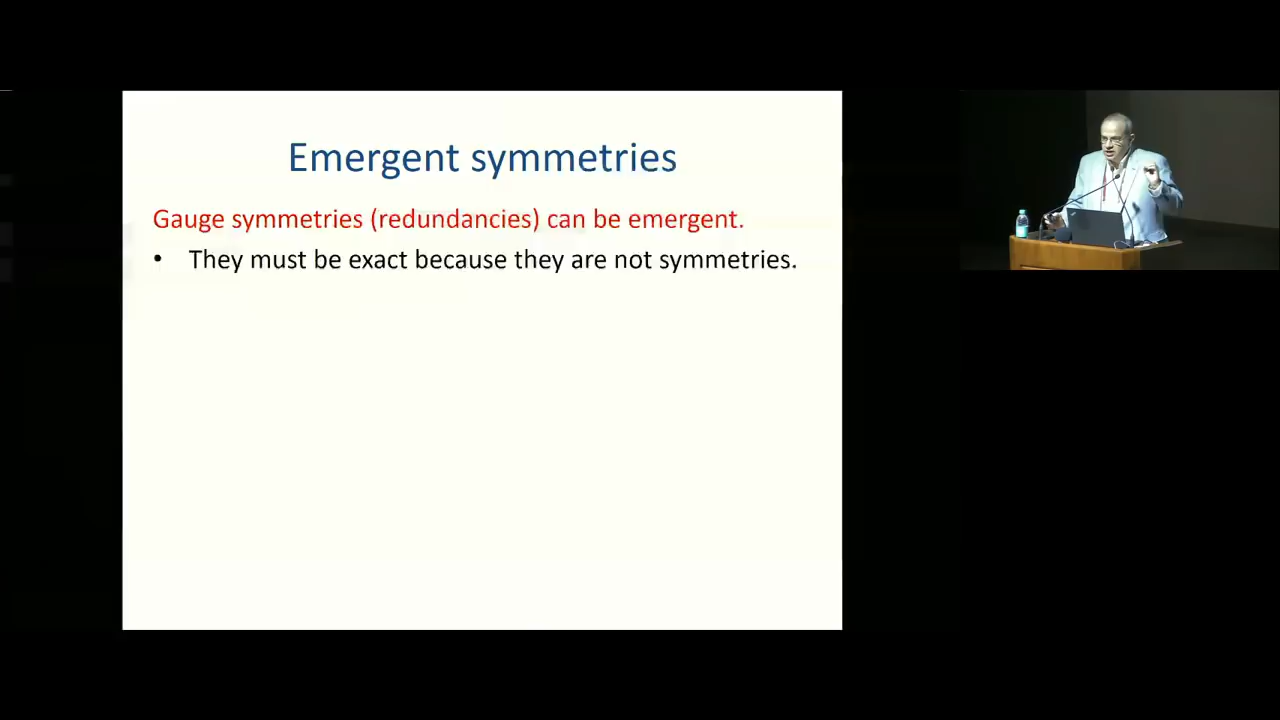 Emergent symmetries
Gauge symmetries (redundancies) can be emergent.
• They must be exact because they are not symmetries.